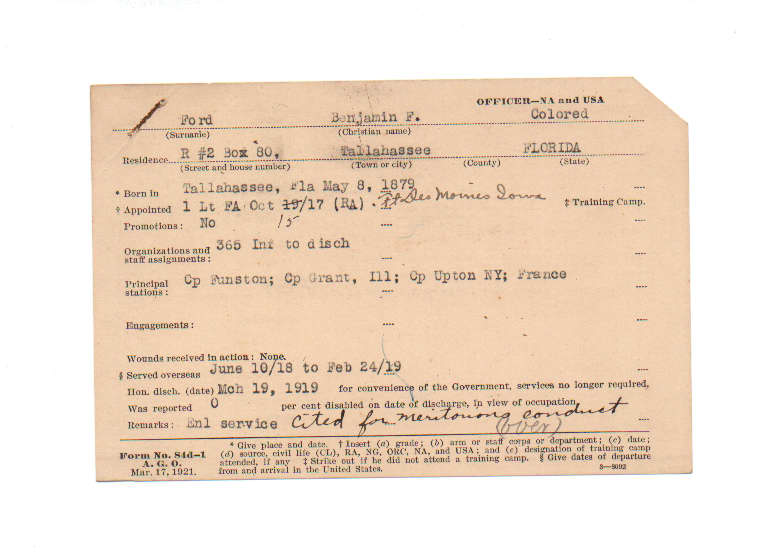 OFFICER—NA and USA
Ford Benjamin F. Colored
(Surname) (Christian name)
Residence R #2 Box 80, Tallahassee FLORIDA
(Street and house number) (Town or city) (County) (State)
* Born in Tallahassee, Fla May 8, 1879
† Appointed 1 Lt FA Oct 19/17 (RA) . Ft Des Moines Iowa ‡ Training Camp.
Promotions: No 15
Organizations and staff assignments: 365 Inf to disch
Principal stations: Cp Funston; Cp Grant, Ill; Cp Upton NY; France
Engagements:
Wounds received in action: None.
§ Served overseas June 10/18 to Feb 24/19
Hon. disch. (date) Mch 19, 1919 for convenience of the Government, services no longer required,
Was reported 0 per cent disabled on date of discharge, in view of occupation.
Remarks: Enl service Cited for meritorious conduct
(over)
* Give place and date. † Insert (a) grade; (b) arm or staff corps or department; (c) date;
(d) source, civil life (CL), RA, NG, ORC, NA, and USA; and (e) designation of training camp
attended, if any ‡ Strike out if he did not attend a training camp. § Give dates of departure
from and arrival in the United States.
Form No. 84d-1
A. G. O.
Mar. 17, 1921.
3—8092